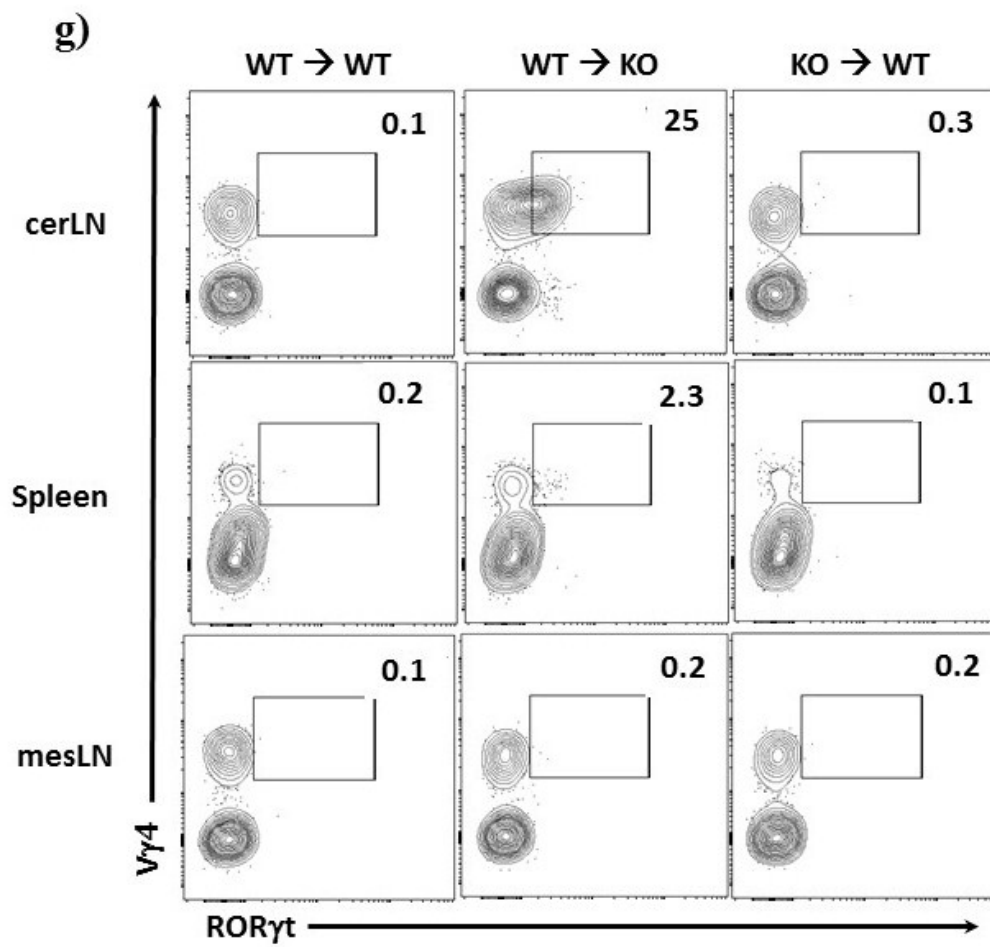 g)
WT → WT WT → KO KO → WT
cerLN 0.1 25 0.3
Spleen 0.2 2.3 0.1
mesLN 0.1 0.2 0.2
Vγ4
RORγt